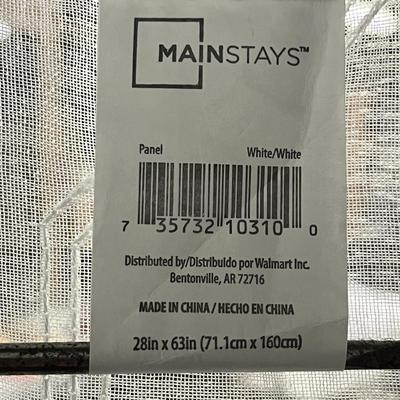 MAINSTAYS™
Panel White/White
7 35732 10310 0
Distributed by/Distribuido por Walmart Inc.
Bentonville, AR 72716
MADE IN CHINA / HECHO EN CHINA
28in x 63in (71.1cm x 160cm)